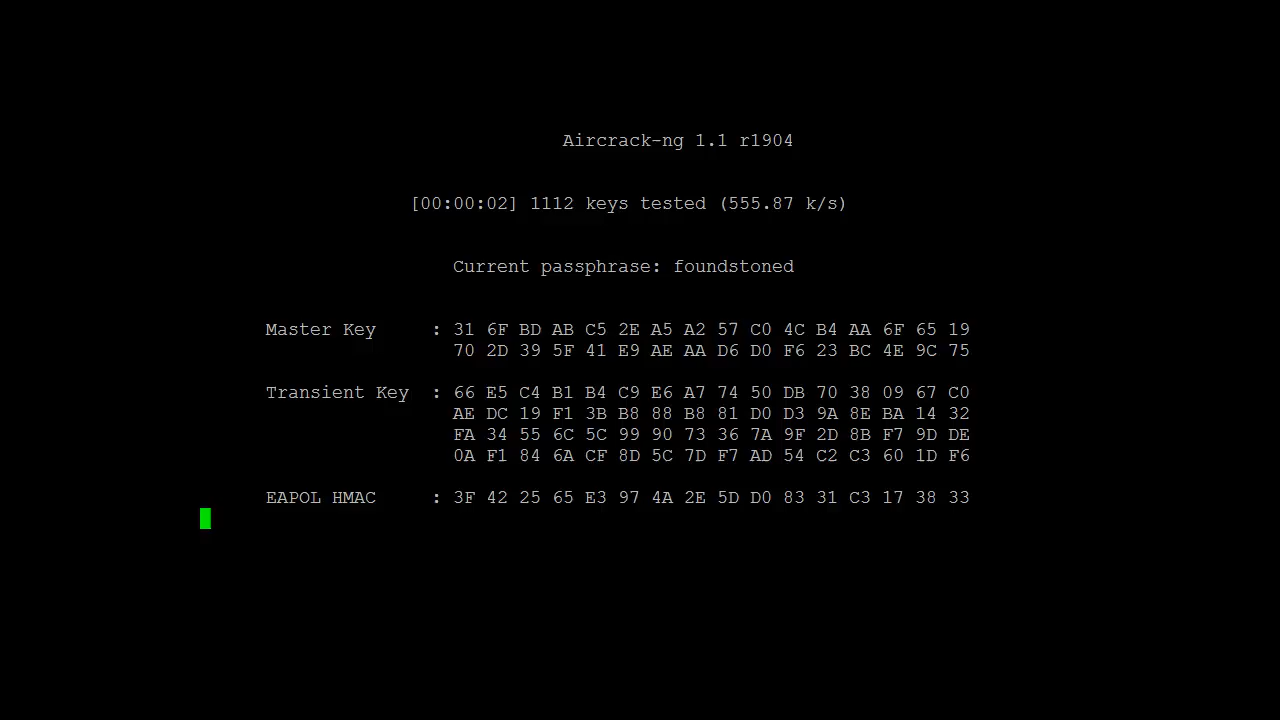 Aircrack-ng 1.1 r1904
[00:00:02] 1112 keys tested (555.87 k/s)
Current passphrase: foundstoned
Master Key : 31 6F BD AB C5 2E A5 A2 57 C0 4C B4 AA 6F 65 19
70 2D 39 5F 41 E9 AE AA D6 D0 F6 23 BC 4E 9C 75
Transient Key : 66 E5 C4 B1 B4 C9 E6 A7 74 50 DB 70 38 09 67 C0
AE DC 19 F1 3B B8 88 B8 81 D0 D3 9A 8E BA 14 32
FA 34 55 6C 5C 99 90 73 36 7A 9F 2D 8B F7 9D DE
0A F1 84 6A CF 8D 5C 7D F7 AD 54 C2 C3 60 1D F6
EAPOL HMAC : 3F 42 25 65 E3 97 4A 2E 5D D0 83 31 C3 17 38 33